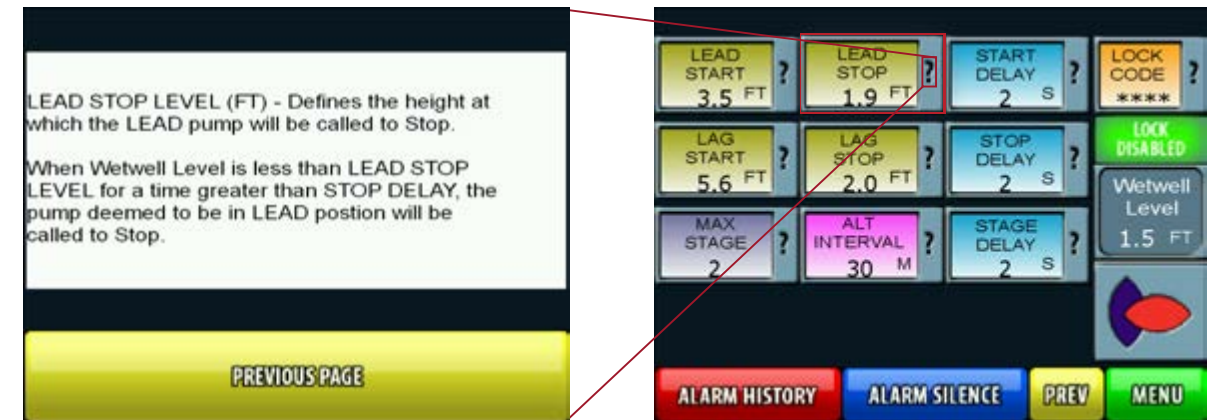 LEAD STOP LEVEL (FT) - Defines the height at
which the LEAD pump will be called to Stop.
When Wetwell Level is less than LEAD STOP
LEVEL for a time greater than STOP DELAY, the
pump deemed to be in LEAD postion will be
called to Stop.
PREVIOUS PAGE
LEAD
START
3.5 FT
?
LEAD
STOP
1.9 FT
?
START
DELAY
2 S
?
LOCK
CODE
****
?
LAG
START
5.6 FT
?
LAG
STOP
2.0 FT
?
STOP
DELAY
2 S
?
LOCK
DISABLED
MAX
STAGE
2
?
ALT
INTERVAL
30 M
?
STAGE
DELAY
2 S
?
Wetwell
Level
1.5 FT
ALARM HISTORY
ALARM SILENCE
PREV
MENU